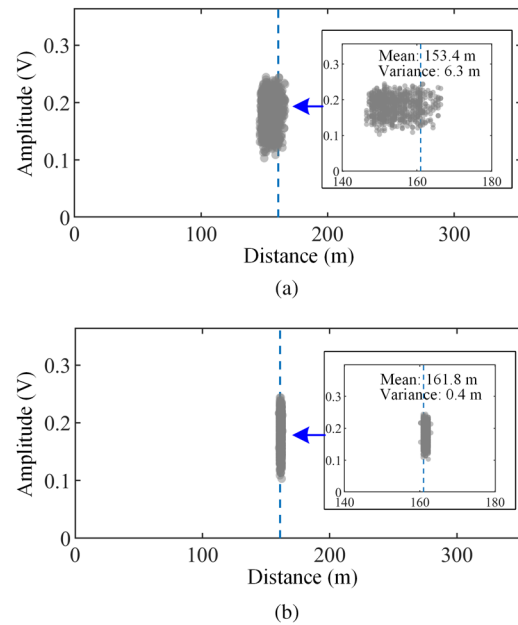 Amplitude (V)
0.3
0.2
0.1
0
0 100 200 300
Distance (m)
Mean: 153.4 m
Variance: 6.3 m
0.3
0.2
0.1
0
140 160 180
(a)
Amplitude (V)
0.3
0.2
0.1
0
0 100 200 300
Distance (m)
Mean: 161.8 m
Variance: 0.4 m
0.3
0.2
0.1
0
140 160 180
(b)